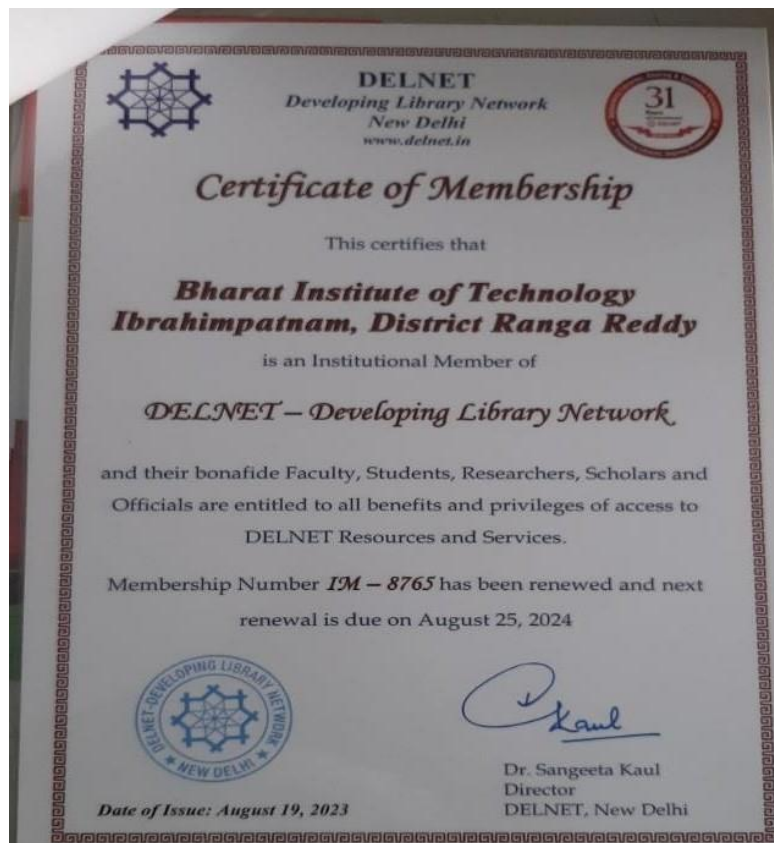 DELNET
Developing Library Network
New Delhi
www.delnet.in
31
Certificate of Membership
This certifies that
Bharat Institute of Technology
Ibrahimpatnam, District Ranga Reddy
is an Institutional Member of
DELNET – Developing Library Network
and their bonafide Faculty, Students, Researchers, Scholars and
Officials are entitled to all benefits and privileges of access to
DELNET Resources and Services.
Membership Number IM – 8765 has been renewed and next
renewal is due on August 25, 2024
DELNET-DEVELOPING LIBRARY NETWORK
NEW DELHI
Kaul
Dr. Sangeeta Kaul
Director
DELNET, New Delhi
Date of Issue: August 19, 2023